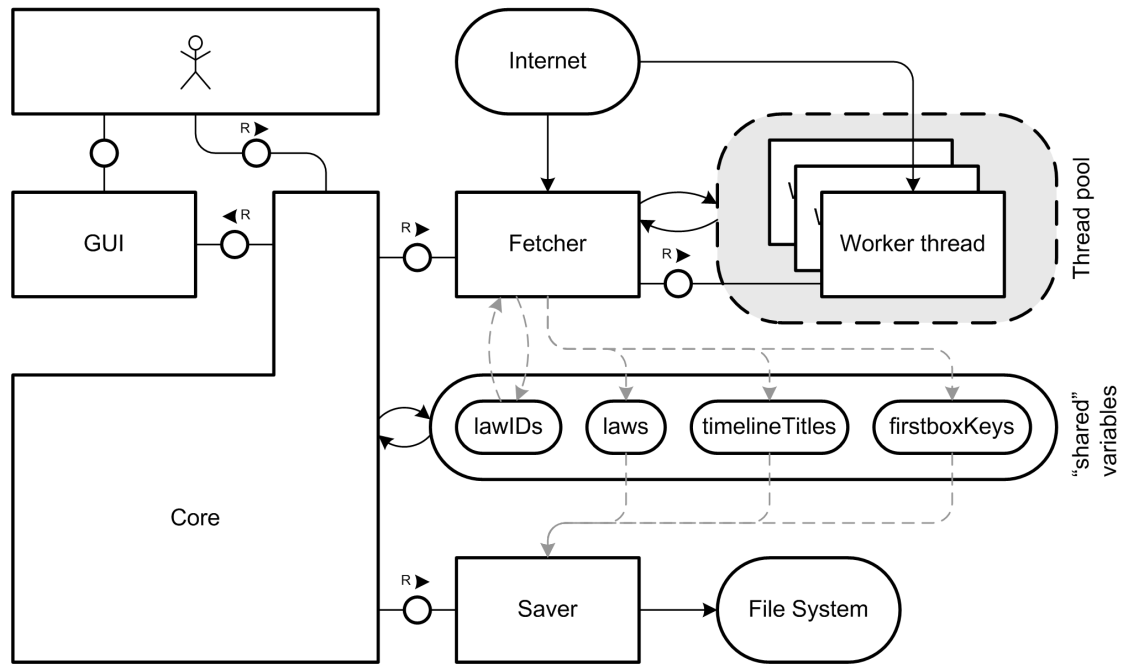 Internet
R
R
GUI
R
Fetcher
R
Worker thread
Thread pool
lawIDs
laws
timelineTitles
firstboxKeys
“shared”
variables
Core
R
Saver
File System